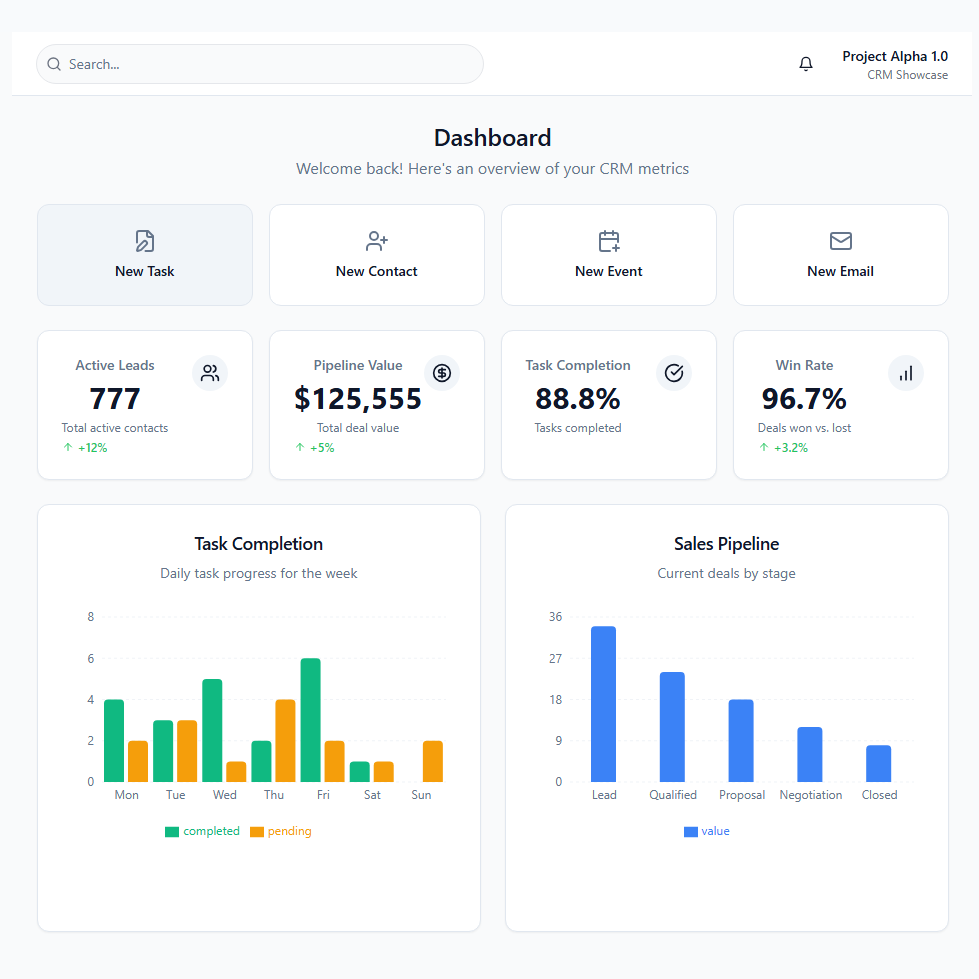 Search...
Project Alpha 1.0
CRM Showcase
Dashboard
Welcome back! Here's an overview of your CRM metrics
New Task
New Contact
New Event
New Email
Active Leads
777
Total active contacts
↑ +12%
Pipeline Value
$125,555
Total deal value
↑ +5%
Task Completion
88.8%
Tasks completed
Win Rate
96.7%
Deals won vs. lost
↑ +3.2%
Task Completion
Daily task progress for the week
8
6
4
2
0
Mon Tue Wed Thu Fri Sat Sun
completed pending
Sales Pipeline
Current deals by stage
36
27
18
9
0
Lead Qualified Proposal Negotiation Closed
value